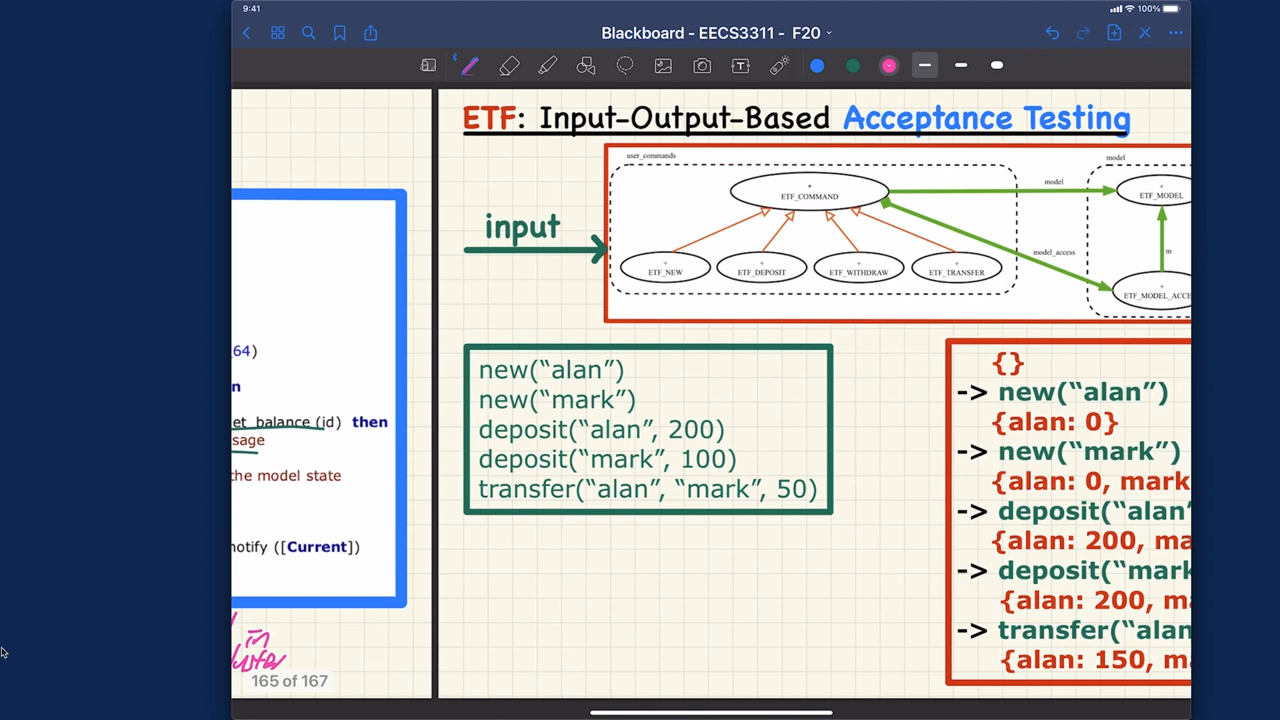 9:41
100%
Blackboard - EECS3311 - F20
ETF: Input-Output-Based Acceptance Testing
user_commands
model
*
ETF_COMMAND
model
+
ETF_MODEL
input
+
ETF_NEW
+
ETF_DEPOSIT
+
ETF_WITHDRAW
+
ETF_TRANSFER
model_access
m
+
ETF_MODEL_ACCE
64)
n
et_balance (id) then
sage
the model state
notify ([Current])
in
165 of 167
new(“alan”)
new(“mark”)
deposit(“alan”, 200)
deposit(“mark”, 100)
transfer(“alan”, “mark”, 50)
{}
-> new(“alan”)
{alan: 0}
-> new(“mark”)
{alan: 0, mark
-> deposit(“alan”
{alan: 200, ma
-> deposit(“mark
{alan: 200, ma
-> transfer(“alan
{alan: 150, ma